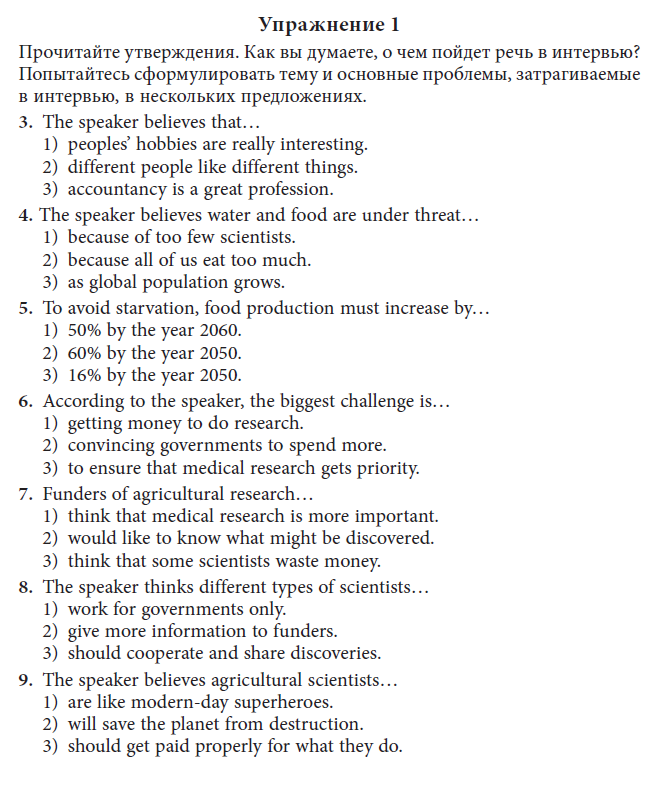 Упражнение 1
Прочитайте утверждения. Как вы думаете, о чем пойдет речь в интервью?
Попытайтесь сформулировать тему и основные проблемы, затрагиваемые
в интервью, в нескольких предложениях.
3. The speaker believes that…
1) peoples’ hobbies are really interesting.
2) different people like different things.
3) accountancy is a great profession.
4. The speaker believes water and food are under threat…
1) because of too few scientists.
2) because all of us eat too much.
3) as global population grows.
5. To avoid starvation, food production must increase by…
1) 50% by the year 2060.
2) 60% by the year 2050.
3) 16% by the year 2050.
6. According to the speaker, the biggest challenge is…
1) getting money to do research.
2) convincing governments to spend more.
3) to ensure that medical research gets priority.
7. Funders of agricultural research…
1) think that medical research is more important.
2) would like to know what might be discovered.
3) think that some scientists waste money.
8. The speaker thinks different types of scientists…
1) work for governments only.
2) give more information to funders.
3) should cooperate and share discoveries.
9. The speaker believes agricultural scientists…
1) are like modern-day superheroes.
2) will save the planet from destruction.
3) should get paid properly for what they do.